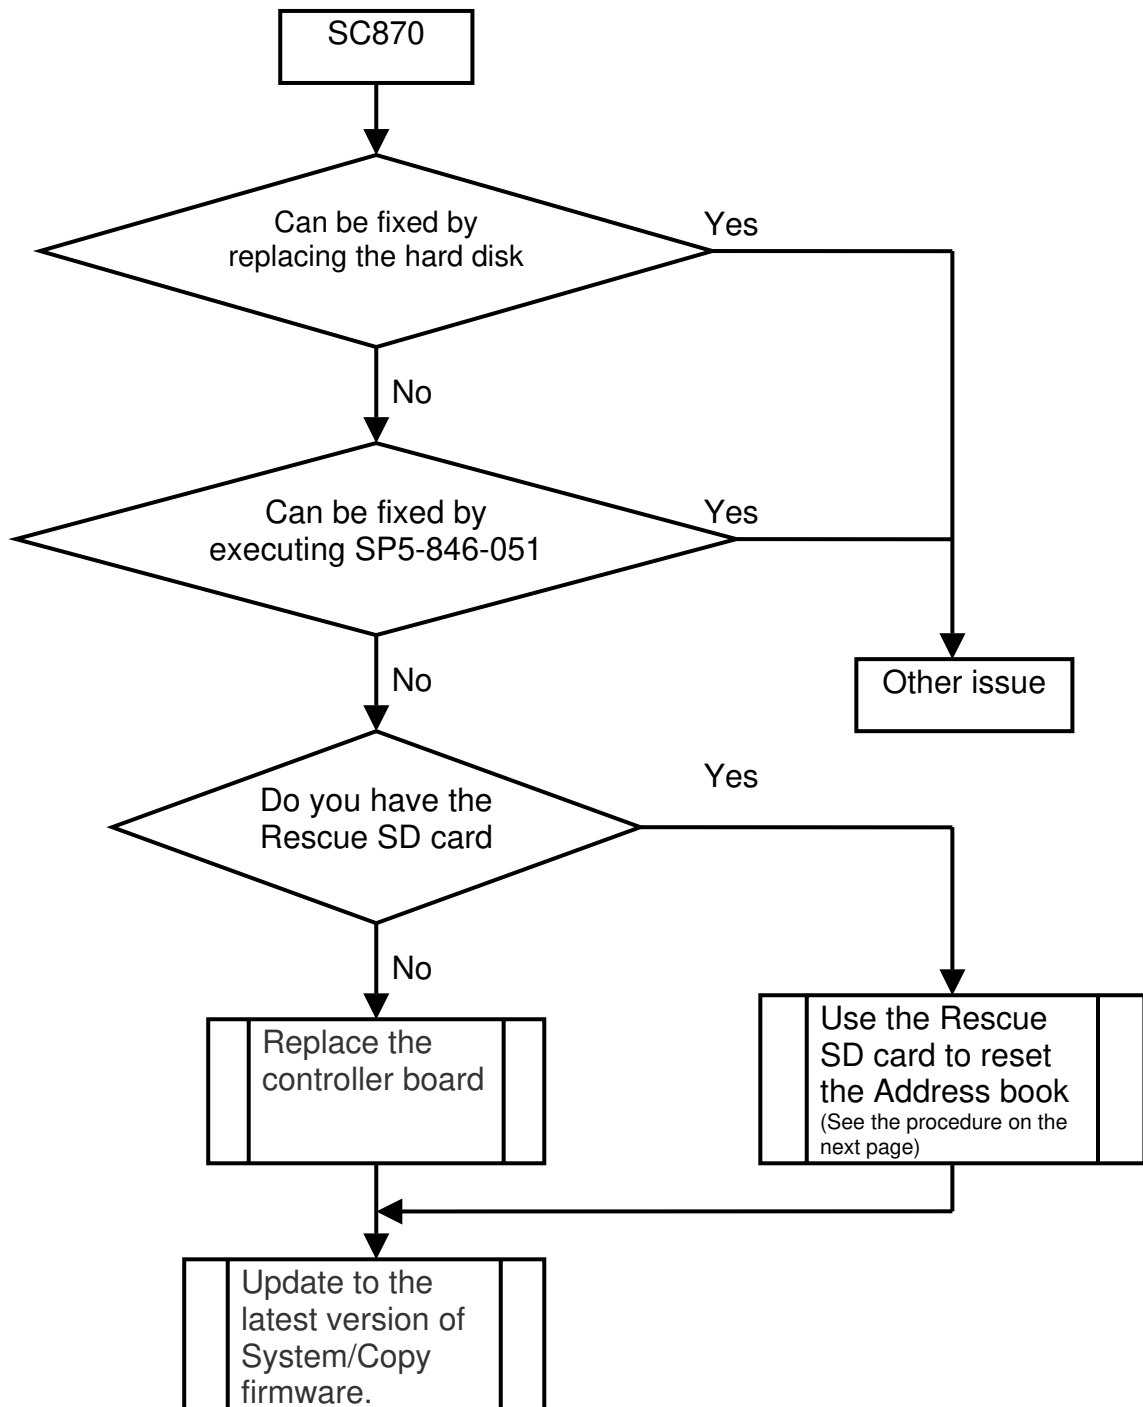 SC870
Can be fixed by
replacing the hard disk
Yes
No
Can be fixed by
executing SP5-846-051
Yes
No
Other issue
Do you have the
Rescue SD card
Yes
No
Replace the
controller board
Use the Rescue
SD card to reset
the Address book
(See the procedure on the
next page)
Update to the
latest version of
System/Copy
firmware.